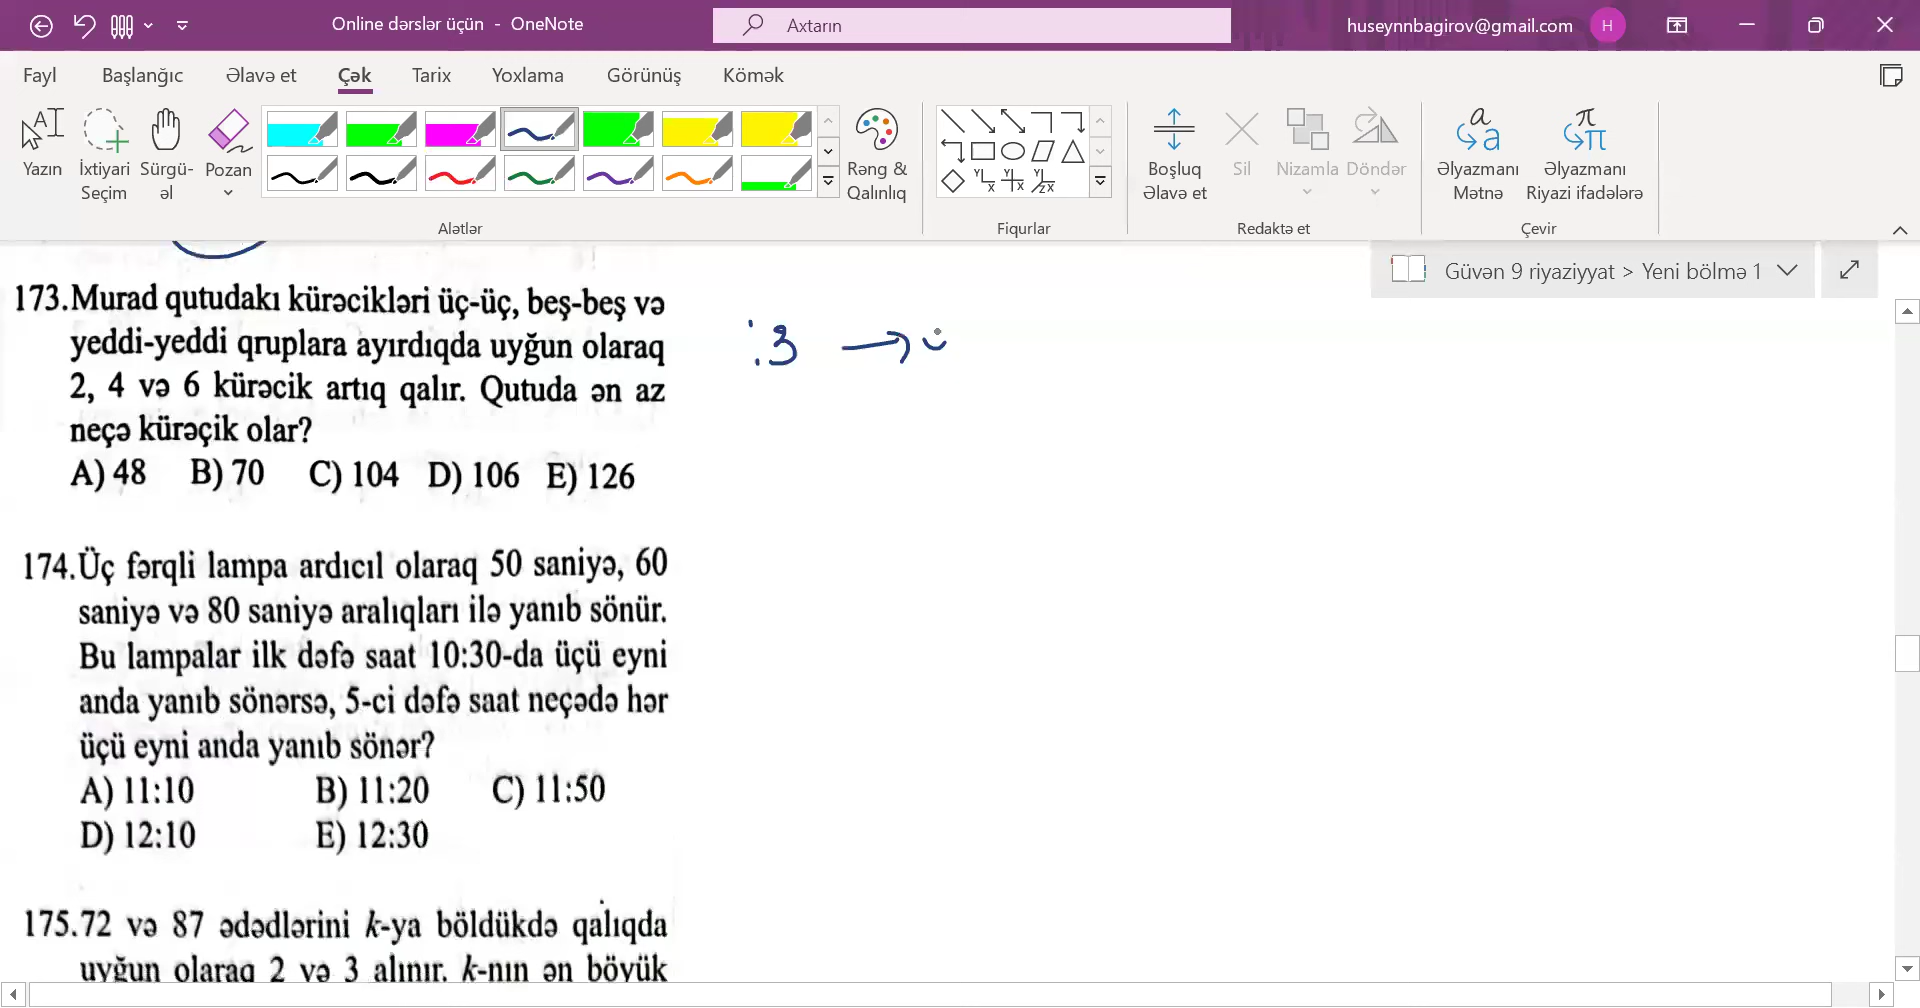 Online dərslər üçün - OneNote
Axtarın
huseynnbagirov@gmail.com
H
Fayl Başlanğıc Əlavə et Çək Tarix Yoxlama Görünüş Kömək
Yazın
İxtiyari Seçim
Sürgü-əl
Pozan
Rəng & Qalınlıq
Boşluq Əlavə et
Sil
Nizamla
Döndər
Əlyazmanı Mətnə
Əlyazmanı Riyazi ifadələrə
Alətlər
Fiqurlar
Redaktə et
Çevir
Güvən 9 riyaziyyat > Yeni bölmə 1
173.Murad qutudakı kürəcikləri üç-üç, beş-beş və
yeddi-yeddi qruplara ayırdıqda uyğun olaraq
2, 4 və 6 kürəcik artıq qalır. Qutuda ən az
neçə kürəçik olar?
A) 48 B) 70 C) 104 D) 106 E) 126
:3 →
174.Üç fərqli lampa ardıcıl olaraq 50 saniyə, 60
saniyə və 80 saniyə aralıqları ilə yanıb sönür.
Bu lampalar ilk dəfə saat 10:30-da üçü eyni
anda yanıb sönərsə, 5-ci dəfə saat neçədə hər
üçü eyni anda yanıb sönər?
A) 11:10 B) 11:20 C) 11:50
D) 12:10 E) 12:30
175.72 və 87 ədədlərini k-ya böldükdə qalıqda
uyğun olaraq 2 və 3 alınır. k-nın ən böyük